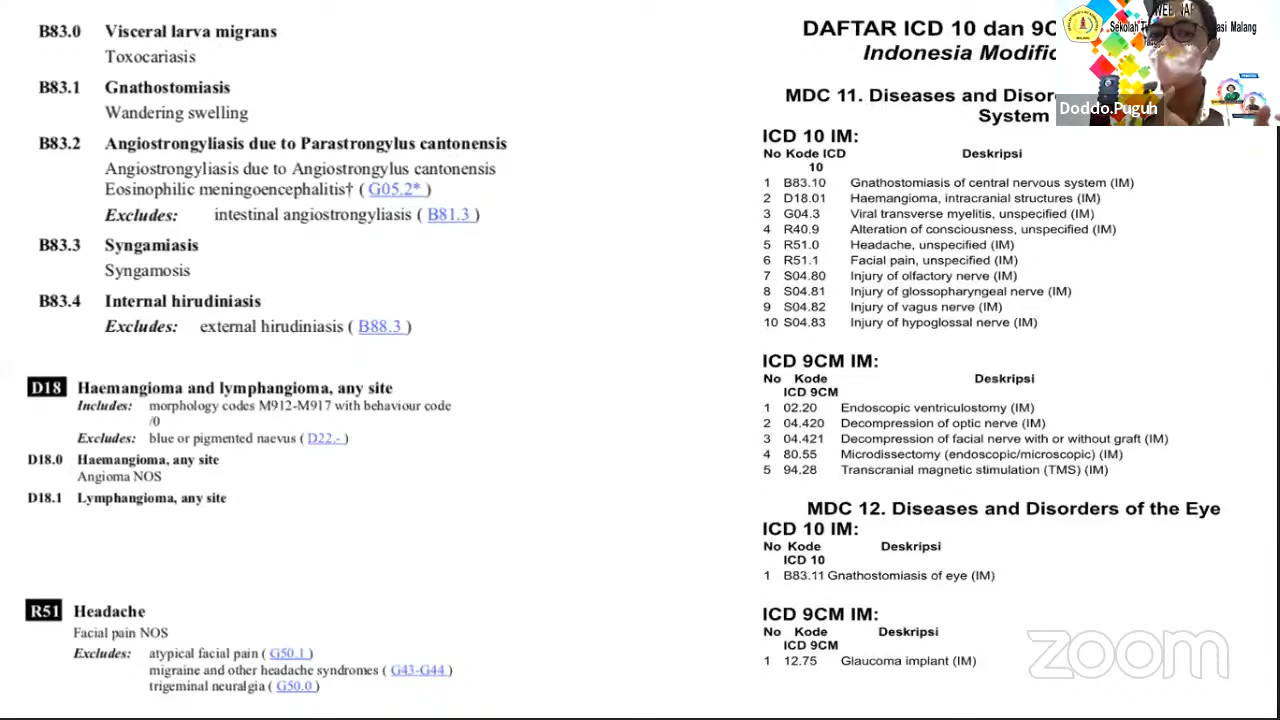 B83.0 Visceral larva migrans
Toxocariasis
B83.1 Gnathostomiasis
Wandering swelling
B83.2 Angiostrongyliasis due to Parastrongylus cantonensis
Angiostrongyliasis due to Angiostrongylus cantonensis
Eosinophilic meningoencephalitis† ( G05.2* )
Excludes: intestinal angiostrongyliasis ( B81.3 )
B83.3 Syngamiasis
Syngamosis
B83.4 Internal hirudiniasis
Excludes: external hirudiniasis ( B88.3 )
D18 Haemangioma and lymphangioma, any site
Includes: morphology codes M912-M917 with behaviour code
/0
Excludes: blue or pigmented naevus ( D22.- )
D18.0 Haemangioma, any site
Angioma NOS
D18.1 Lymphangioma, any site
R51 Headache
Facial pain NOS
Excludes: atypical facial pain ( G50.1 )
migraine and other headache syndromes ( G43-G44 )
trigeminal neuralgia ( G50.0 )
DAFTAR ICD 10 dan 9C
Indonesia Modific
MDC 11. Diseases and Disor
System
ICD 10 IM:
No Kode ICD Deskripsi
10
1 B83.10 Gnathostomiasis of central nervous system (IM)
2 D18.01 Haemangioma, intracranial structures (IM)
3 G04.3 Viral transverse myelitis, unspecified (IM)
4 R40.9 Alteration of consciousness, unspecified (IM)
5 R51.0 Headache, unspecified (IM)
6 R51.1 Facial pain, unspecified (IM)
7 S04.80 Injury of olfactory nerve (IM)
8 S04.81 Injury of glossopharyngeal nerve (IM)
9 S04.82 Injury of vagus nerve (IM)
10 S04.83 Injury of hypoglossal nerve (IM)
ICD 9CM IM:
No Kode Deskripsi
ICD 9CM
1 02.20 Endoscopic ventriculostomy (IM)
2 04.420 Decompression of optic nerve (IM)
3 04.421 Decompression of facial nerve with or without graft (IM)
4 80.55 Microdissectomy (endoscopic/microscopic) (IM)
5 94.28 Transcranial magnetic stimulation (TMS) (IM)
MDC 12. Diseases and Disorders of the Eye
ICD 10 IM:
No Kode Deskripsi
ICD 10
1 B83.11 Gnathostomiasis of eye (IM)
ICD 9CM IM:
No Kode Deskripsi
ICD 9CM
1 12.75 Glaucoma implant (IM)
Sekolah asi Malang
Doddo.Puguh
zoom